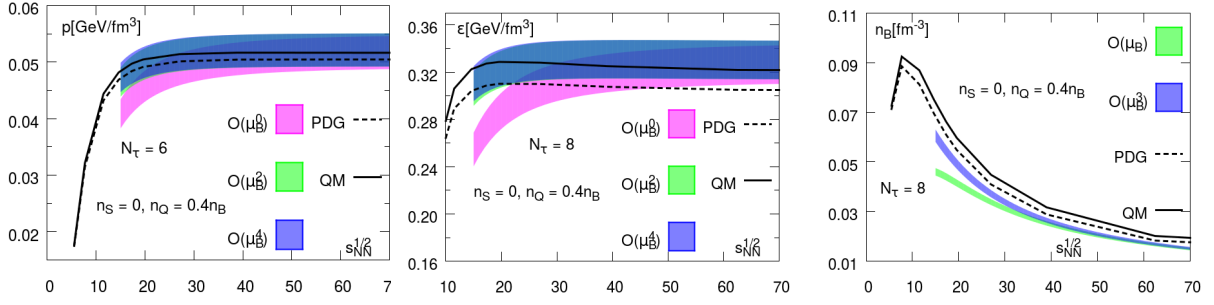 0.06
p[GeV/fm³]
0.05
O(μ_B^0)
PDG
0.04
N_τ = 6
O(μ_B^2)
QM
0.03
n_S = 0, n_Q = 0.4n_B
0.02
O(μ_B^4)
s_NN^1/2
0 10 20 30 40 50 60 70
0.36
ε[GeV/fm³]
0.32
0.28
O(μ_B^0)
PDG
N_τ = 8
0.24
O(μ_B^2)
QM
0.20
n_S = 0, n_Q = 0.4n_B
O(μ_B^4)
s_NN^1/2
0.16
10 20 30 40 50 60 70
0.11
n_B[fm^-3]
O(μ_B)
0.09
n_S = 0, n_Q = 0.4n_B
O(μ_B^3)
0.07
PDG
0.05
N_τ = 8
QM
0.03
s_NN^1/2
0.01
0 10 20 30 40 50 60 70